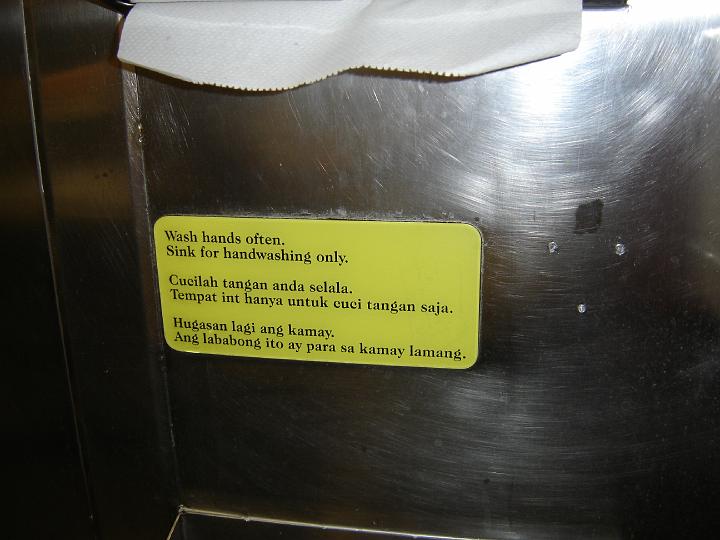 Wash hands often.
Sink for handwashing only.
Cucilah tangan anda selala.
Tempat int hanya untuk cuci tangan saja.
Hugasan lagi ang kamay.
Ang lababong ito ay para sa kamay lamang.